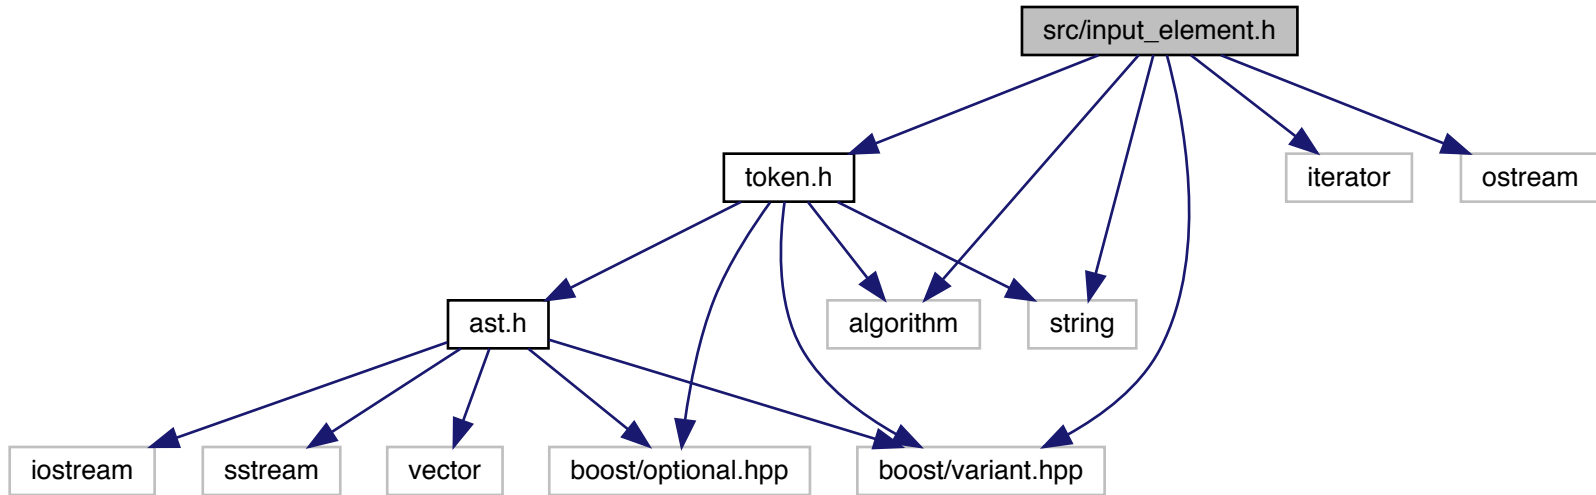 src/input_element.h
token.h
iterator
ostream
ast.h
algorithm
string
iostream
sstream
vector
boost/optional.hpp
boost/variant.hpp